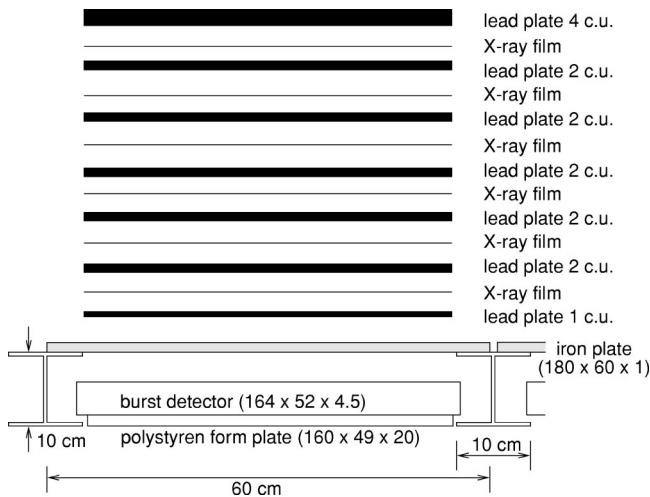 lead plate 4 c.u.
X-ray film
lead plate 2 c.u.
X-ray film
lead plate 2 c.u.
X-ray film
lead plate 2 c.u.
X-ray film
lead plate 2 c.u.
X-ray film
lead plate 2 c.u.
X-ray film
lead plate 1 c.u.
iron plate
(180 x 60 x 1)
burst detector (164 x 52 x 4.5)
10 cm
polystyren form plate (160 x 49 x 20)
10 cm
60 cm